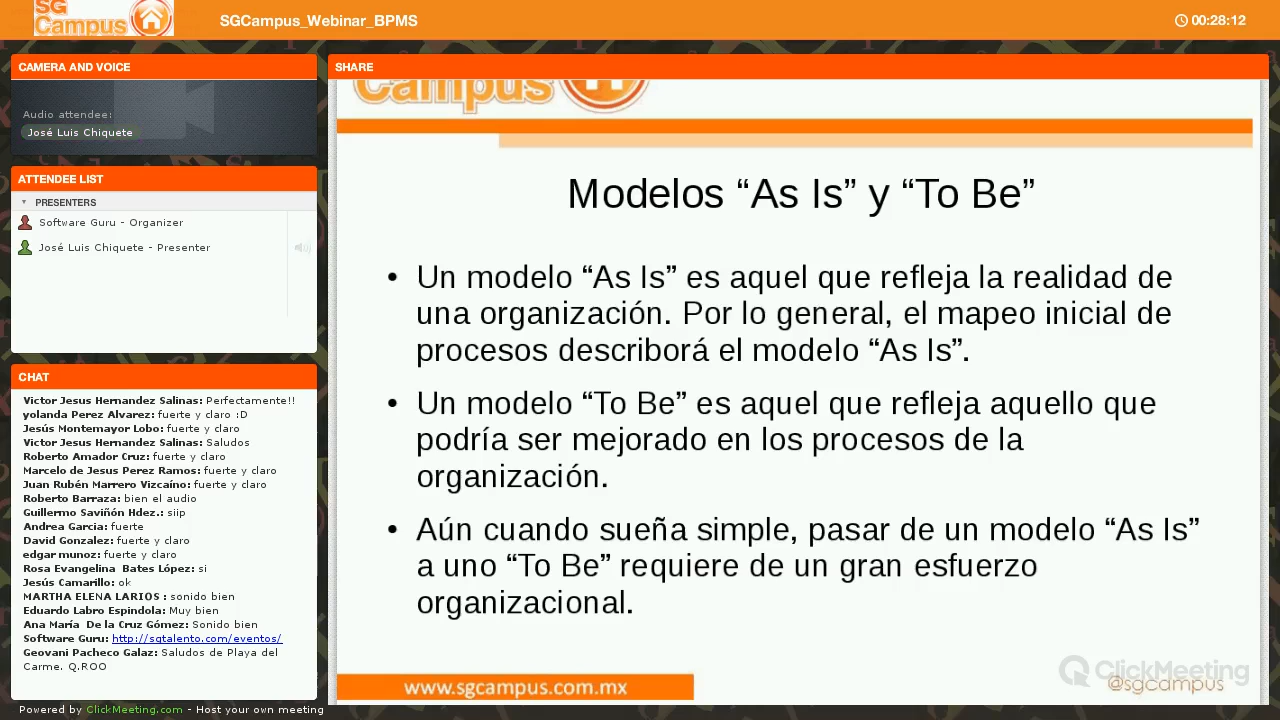 SG
Campus
SGCampus_Webinar_BPMS
00:28:12
CAMERA AND VOICE
Audio attendee:
José Luis Chiquete
ATTENDEE LIST
PRESENTERS
Software Guru - Organizer
José Luis Chiquete - Presenter
CHAT
Victor Jesus Hernandez Salinas: Perfectamente!!
yolanda Perez Alvarez: fuerte y claro :D
Jesús Montemayor Lobo: fuerte y claro
Victor Jesus Hernandez Salinas: Saludos
Roberto Amador Cruz: fuerte y claro
Marcelo de Jesus Perez Ramos: fuerte y claro
Juan Rubén Marrero Vizcaíno: fuerte y claro
Roberto Barraza: bien el audio
Guillermo Saviñón Hdez.: siip
Andrea Garcia: fuerte
David Gonzalez: fuerte y claro
edgar munoz: fuerte y claro
Rosa Evangelina Bates López: si
Jesús Camarillo: ok
MARTHA ELENA LARIOS : sonido bien
Eduardo Labro Espindola: Muy bien
Ana María De la Cruz Gómez: Sonido bien
Software Guru: http://sgtalento.com/eventos/
Geovani Pacheco Galaz: Saludos de Playa del
Carme. Q.ROO
Powered by ClickMeeting.com - Host your own meeting
SHARE
Campus
Modelos “As Is” y “To Be”
• Un modelo “As Is” es aquel que refleja la realidad de
una organización. Por lo general, el mapeo inicial de
procesos describorá el modelo “As Is”.
• Un modelo “To Be” es aquel que refleja aquello que
podría ser mejorado en los procesos de la
organización.
• Aún cuando sueña simple, pasar de un modelo “As Is”
a uno “To Be” requiere de un gran esfuerzo
organizacional.
www.sgcampus.com.mx
ClickMeeting
@sgcampus